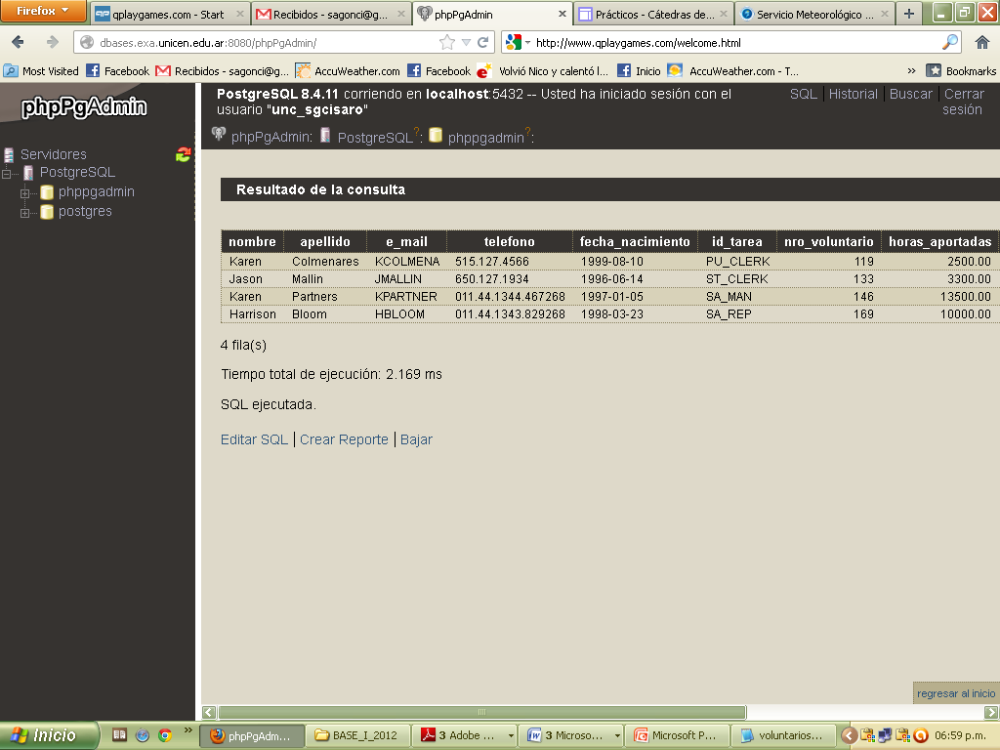 Firefox
qplaygames.com - Start
Recibidos - sagonci@g...
phpPgAdmin
Prácticos - Cátedras de...
Servicio Meteorológico ...
dbases.exa.unicen.edu.ar:8080/phpPgAdmin/
http://www.qplaygames.com/welcome.html
Most Visited
Facebook
Recibidos - sagonci@g...
AccuWeather.com
Facebook
Volvió Nico y calentó l...
Inicio
AccuWeather.com - T...
»
Bookmarks
phpPgAdmin
Servidores
PostgreSQL
phppgadmin
postgres
PostgreSQL 8.4.11 corriendo en localhost:5432 -- Usted ha iniciado sesión con el
usuario "unc_sgcisaro"
SQL | Historial | Buscar | Cerrar
sesión
phpPgAdmin: PostgreSQL?: phppgadmin?:
Resultado de la consulta
nombre apellido e_mail telefono fecha_nacimiento id_tarea nro_voluntario horas_aportadas
Karen Colmenares KCOLMENA 515.127.4566 1999-08-10 PU_CLERK 119 2500.00
Jason Mallin JMALLIN 650.127.1934 1996-06-14 ST_CLERK 133 3300.00
Karen Partners KPARTNER 011.44.1344.467268 1997-01-05 SA_MAN 146 13500.00
Harrison Bloom HBLOOM 011.44.1343.829268 1998-03-23 SA_REP 169 10000.00
4 fila(s)
Tiempo total de ejecución: 2.169 ms
SQL ejecutada.
Editar SQL | Crear Reporte | Bajar
regresar al inicio
Inicio
»
phpPgAdm...
BASE_I_2012
3 Adobe ...
3 Microso...
Microsoft P...
voluntarios...
06:59 p.m.